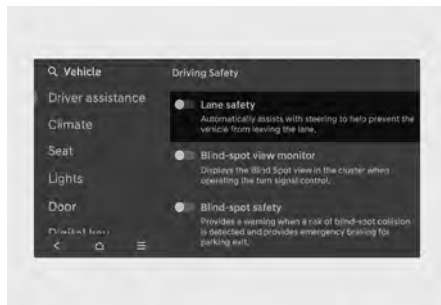 Vehicle
Driver assistance
Climate
Seat
Lights
Door
Digital key
Driving Safety
Lane safety
Automatically assists with steering to help prevent the
vehicle from leaving the lane.
Blind-spot view monitor
Displays the Blind Spot view in the cluster when
operating the turn signal control.
Blind-spot safety
Provides a warning when a risk of blind-spot collision
is detected and provides emergency braking for
parking exit.